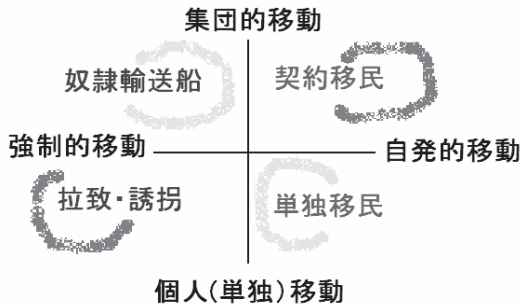 集団的移動
奴隷輸送船
契約移民
強制的移動
自発的移動
拉致・誘拐
単独移民
個人(単独)移動